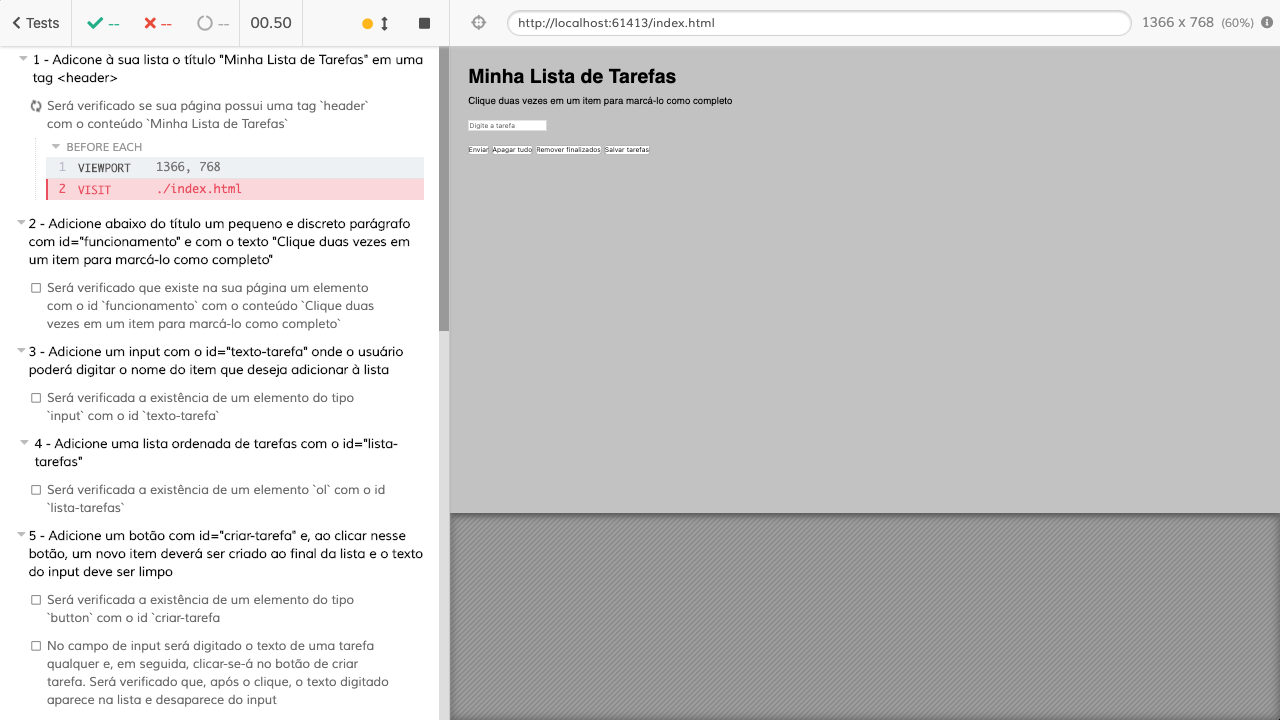 Tests
--
--
--
00.50
http://localhost:61413/index.html
1366 x 768 (60%)
1 - Adicone à sua lista o título "Minha Lista de Tarefas" em uma
tag <header>
Será verificado se sua página possui uma tag `header`
com o conteúdo `Minha Lista de Tarefas`
BEFORE EACH
1 VIEWPORT 1366, 768
2 VISIT ./index.html
2 - Adicione abaixo do título um pequeno e discreto parágrafo
com id="funcionamento" e com o texto "Clique duas vezes em
um item para marcá-lo como completo"
Será verificado que existe na sua página um elemento
com o id `funcionamento` com o conteúdo `Clique duas
vezes em um item para marcá-lo como completo`
3 - Adicione um input com o id="texto-tarefa" onde o usuário
poderá digitar o nome do item que deseja adicionar à lista
Será verificada a existência de um elemento do tipo
`input` com o id `texto-tarefa`
4 - Adicione uma lista ordenada de tarefas com o id="lista-
tarefas"
Será verificada a existência de um elemento `ol` com o id
`lista-tarefas`
5 - Adicione um botão com id="criar-tarefa" e, ao clicar nesse
botão, um novo item deverá ser criado ao final da lista e o texto
do input deve ser limpo
Será verificada a existência de um elemento do tipo
`button` com o id `criar-tarefa
No campo de input será digitado o texto de uma tarefa
qualquer e, em seguida, clicar-se-á no botão de criar
tarefa. Será verificado que, após o clique, o texto digitado
aparece na lista e desaparece do input
Minha Lista de Tarefas
Clique duas vezes em um item para marcá-lo como completo
Digite a tarefa
Enviar Apagar tudo Remover finalizados Salvar tarefas